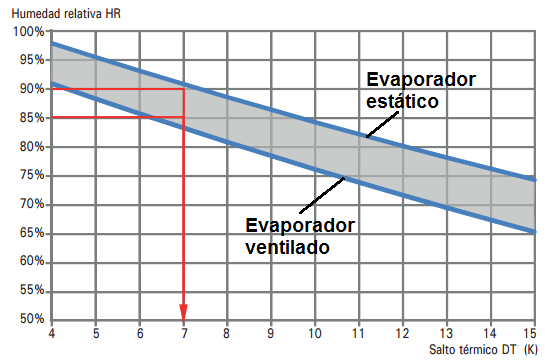 Humedad relativa HR
100%
95%
90%
85%
80%
75%
70%
65%
60%
55%
50%
Evaporador
estático
Evaporador
ventilado
4 5 6 7 8 9 10 11 12 13 14 15
Salto térmico DT (K)